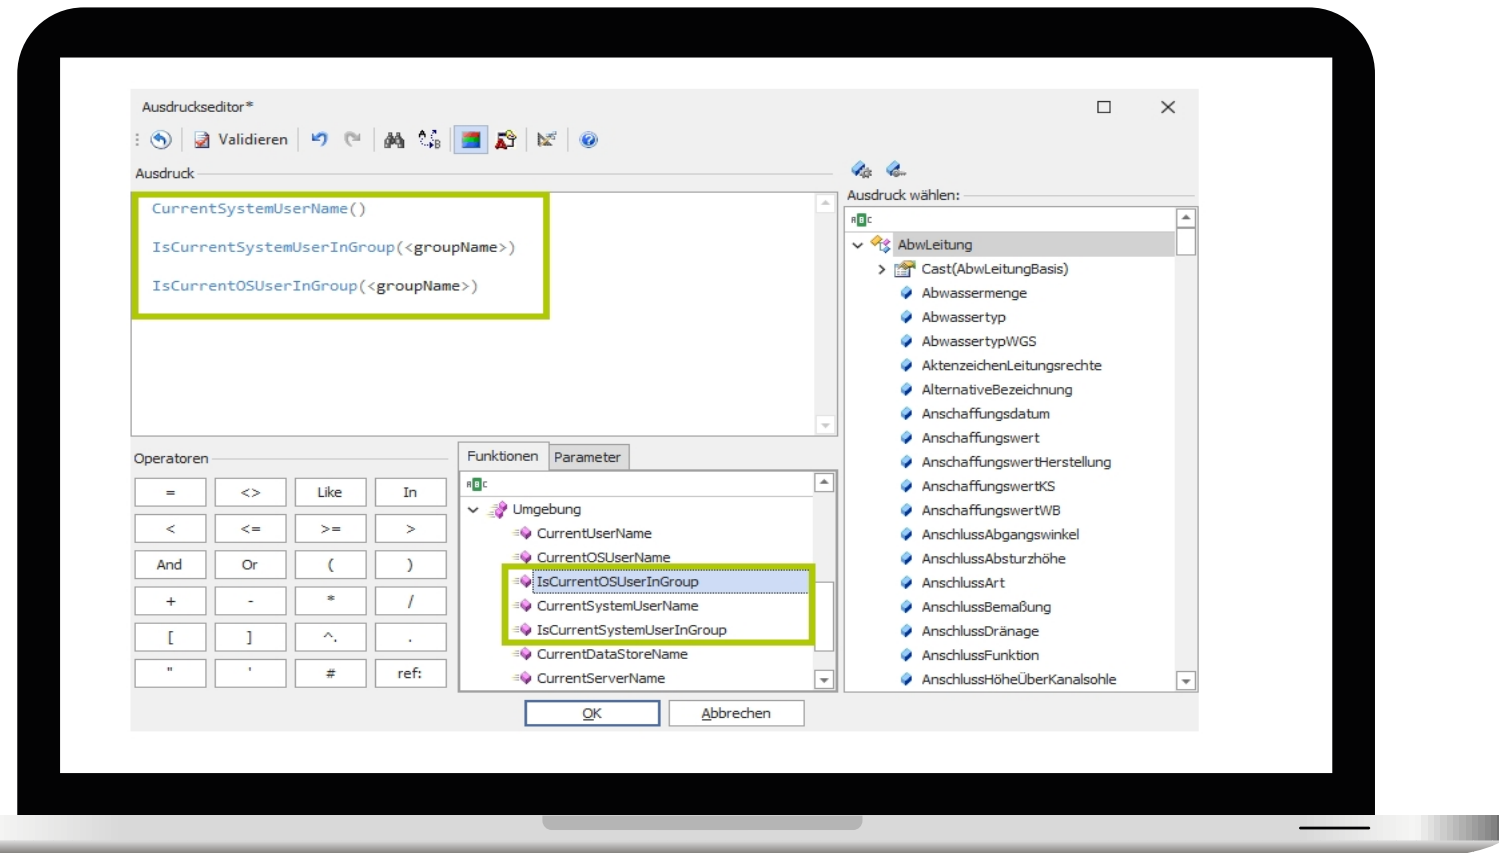 Ausdruckseditor*
Validieren
Ausdruck
CurrentSystemUserName()
IsCurrentSystemUserInGroup(<groupName>)
IsCurrentOSUserInGroup(<groupName>)
Operatoren
= <> Like In
< <= >= >
And Or ( )
+ - * /
[ ] ^. .
" ' # ref:
Funktionen Parameter
ABC
Umgebung
CurrentUserName
CurrentOSUserName
IsCurrentOSUserInGroup
CurrentSystemUserName
IsCurrentSystemUserInGroup
CurrentDataStoreName
CurrentServerName
OK Abbrechen
Ausdruck wählen:
ABC
AbwLeitung
Cast(AbwLeitungBasis)
Abwassermenge
Abwassertyp
AbwassertypWGS
AktenzeichenLeitungsrechte
AlternativeBezeichnung
Anschaffungsdatum
Anschaffungswert
AnschaffungswertHerstellung
AnschaffungswertKS
AnschaffungswertWB
AnschlussAbgangswinkel
AnschlussAbsturzhöhe
AnschlussArt
AnschlussBemaßung
AnschlussDränage
AnschlussFunktion
AnschlussHöheÜberKanalsohle